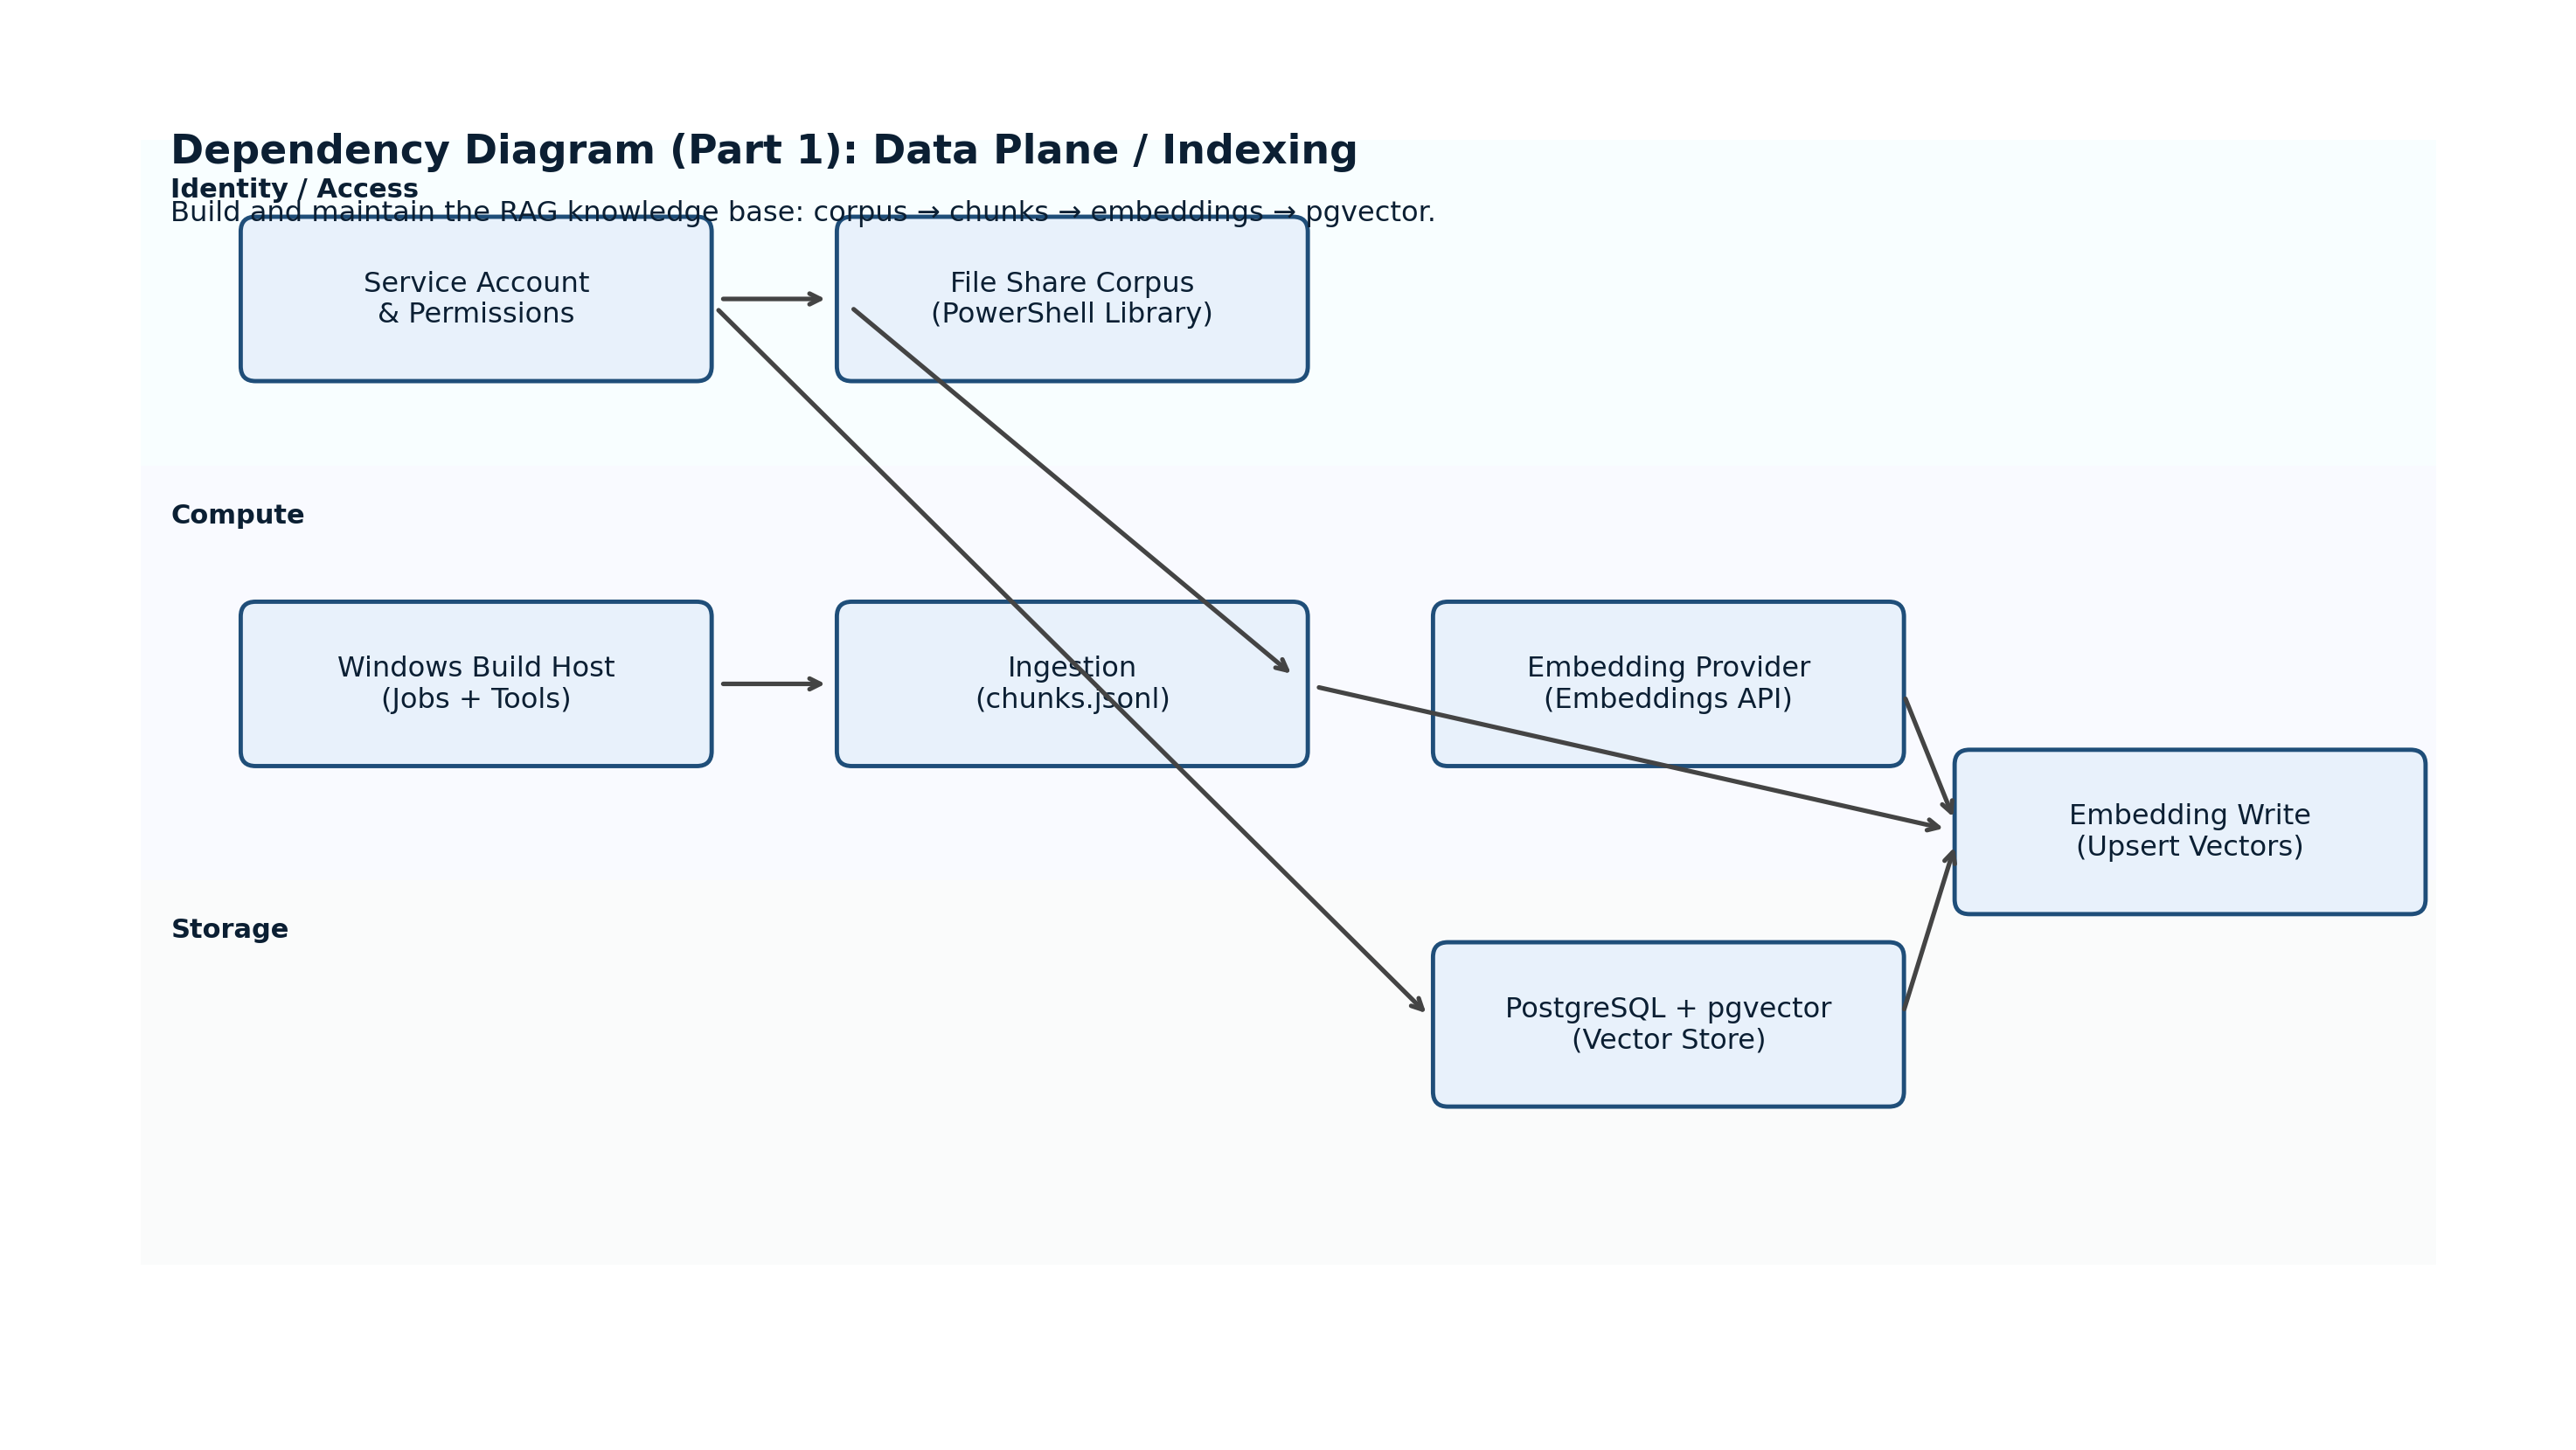 Dependency Diagram (Part 1): Data Plane / Indexing
Identity / Access
Build and maintain the RAG knowledge base: corpus → chunks → embeddings → pgvector.
Service Account
& Permissions
File Share Corpus
(PowerShell Library)
Compute
Windows Build Host
(Jobs + Tools)
Ingestion
(chunks.jsonl)
Embedding Provider
(Embeddings API)
Embedding Write
(Upsert Vectors)
Storage
PostgreSQL + pgvector
(Vector Store)